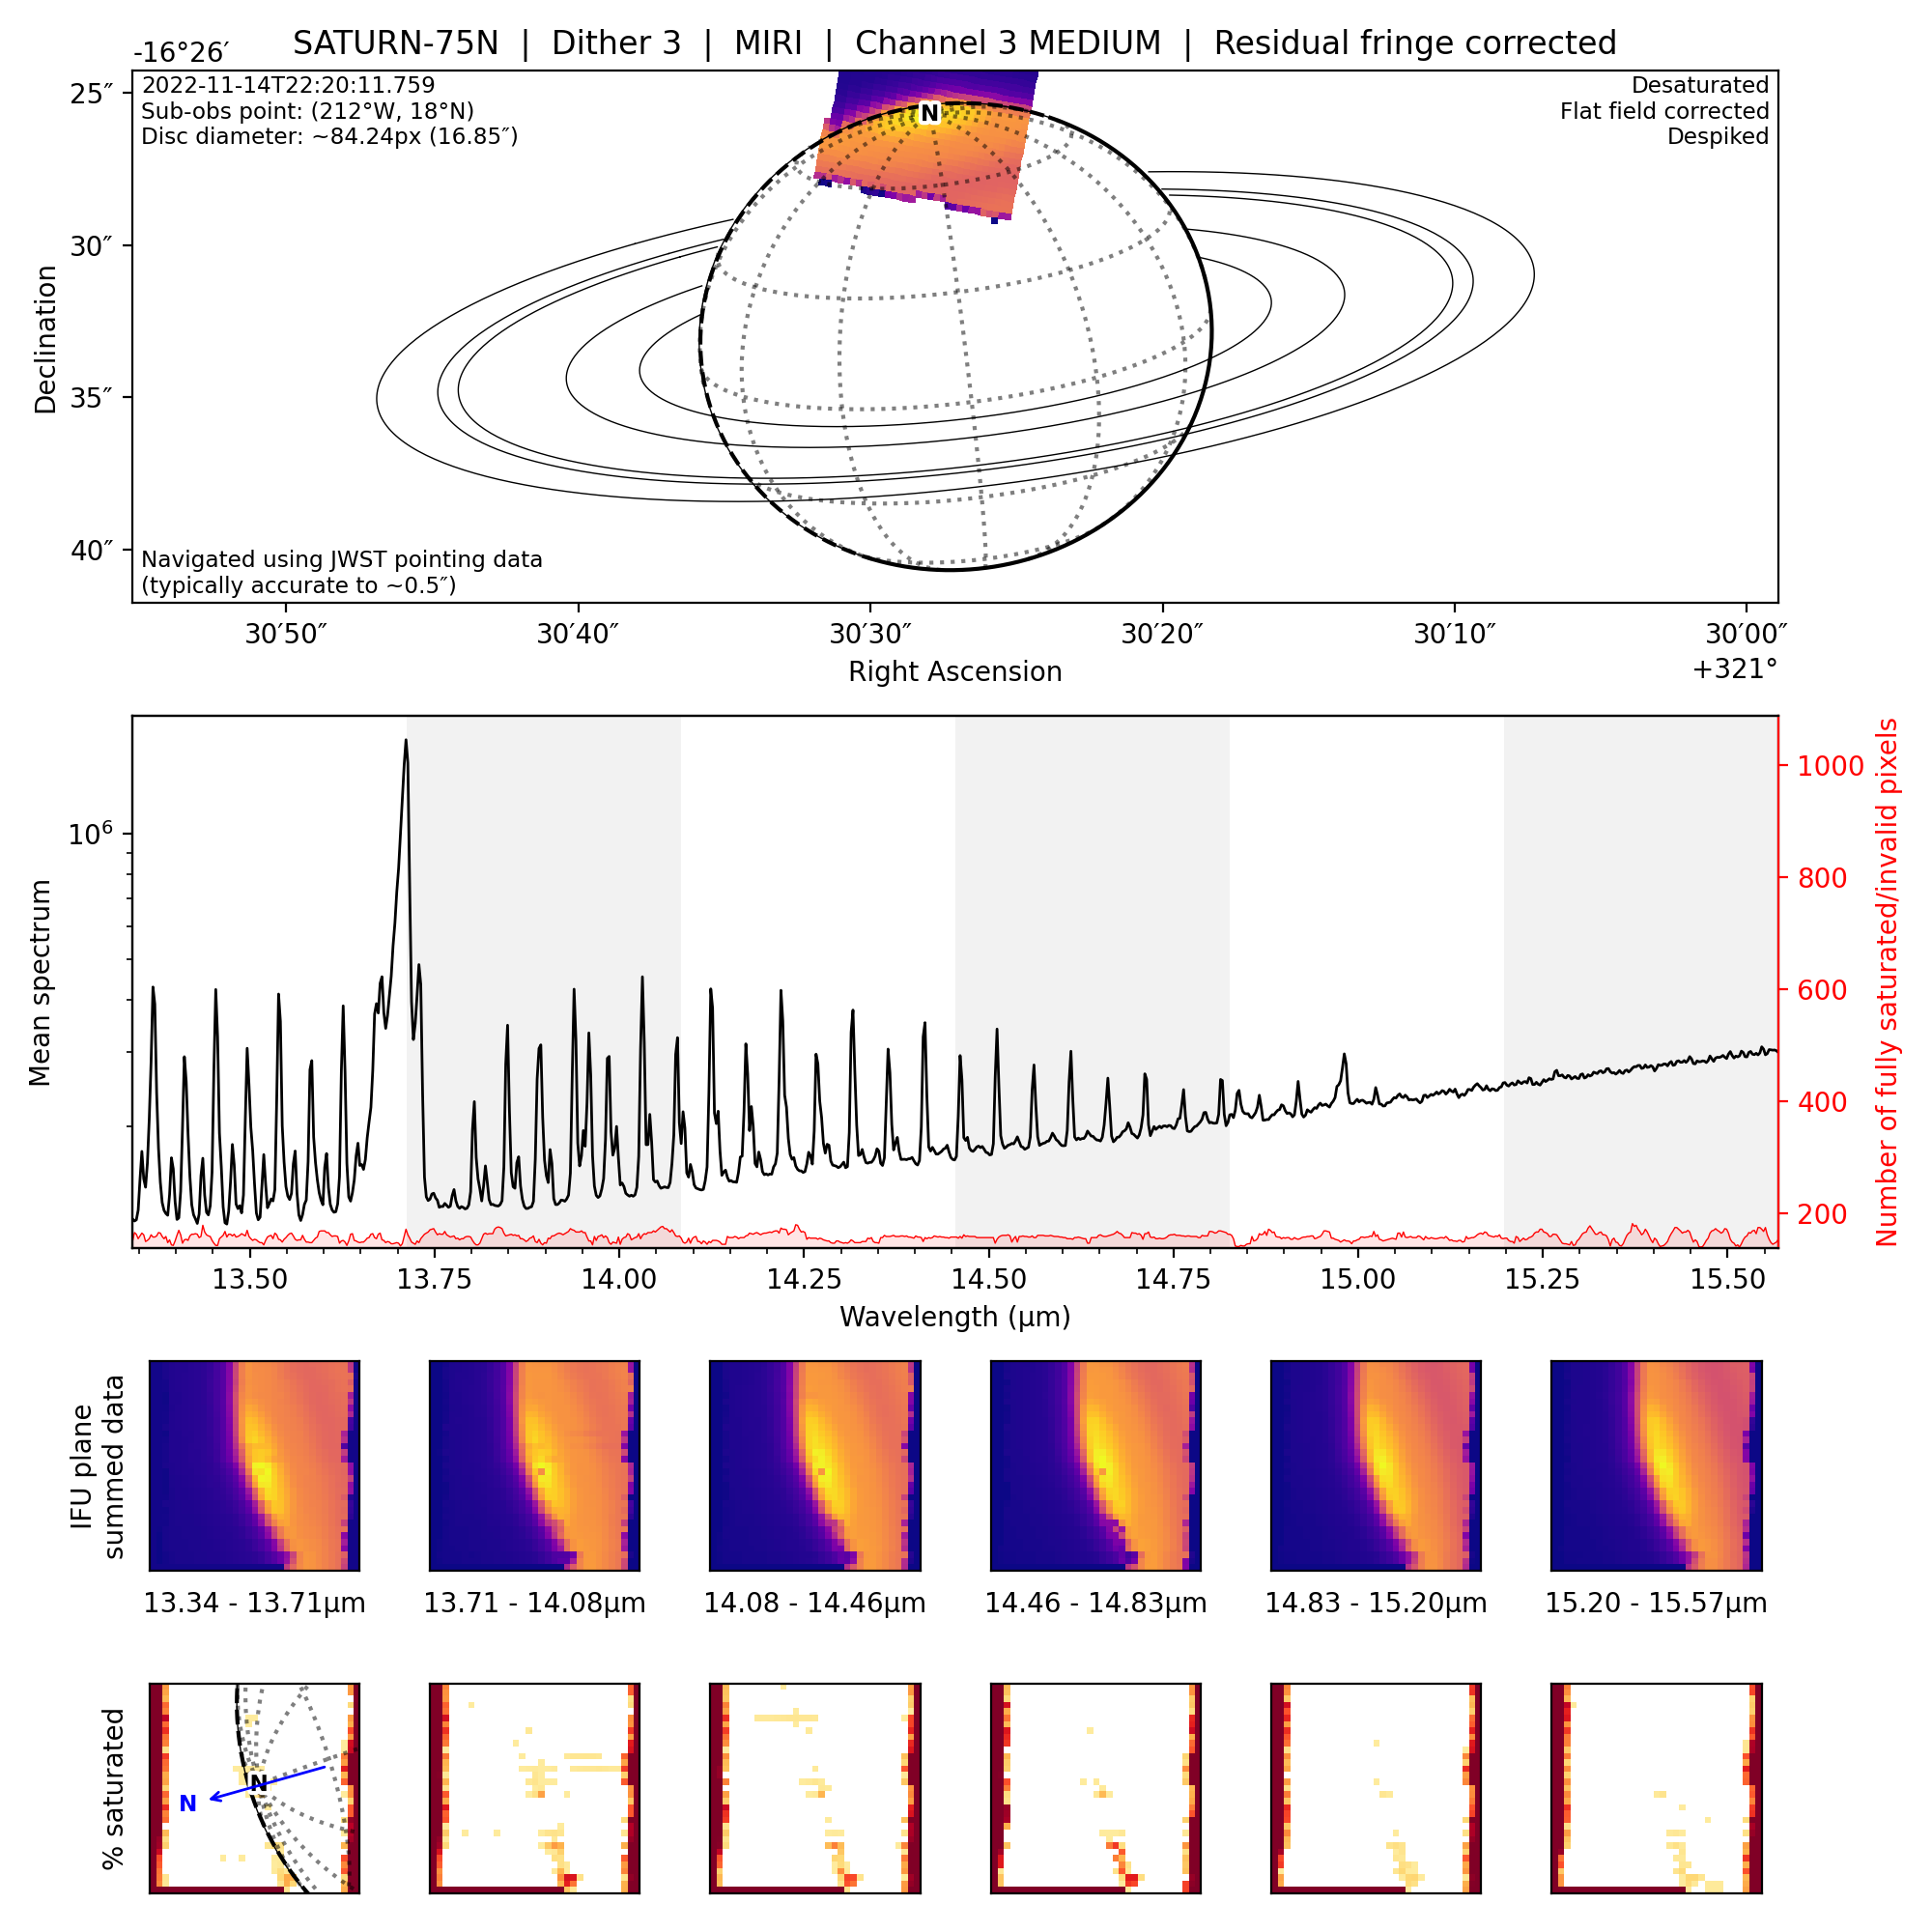 SATURN-75N | Dither 3 | MIRI | Channel 3 MEDIUM | Residual fringe corrected
-16°26′
2022-11-14T22:20:11.759
Sub-obs point: (212°W, 18°N)
Disc diameter: ~84.24px (16.85″)
Desaturated
Flat field corrected
Despiked
N
25″
30″
35″
40″
Declination
Navigated using JWST pointing data
(typically accurate to ~0.5″)
30′50″ 30′40″ 30′30″ 30′20″ 30′10″ 30′00″
Right Ascension
+321°
Mean spectrum
10⁶
1000
800
600
400
200
Number of fully saturated/invalid pixels
13.50 13.75 14.00 14.25 14.50 14.75 15.00 15.25 15.50
Wavelength (µm)
IFU plane
summed data
13.34 - 13.71µm 13.71 - 14.08µm 14.08 - 14.46µm 14.46 - 14.83µm 14.83 - 15.20µm 15.20 - 15.57µm
% saturated
N
N